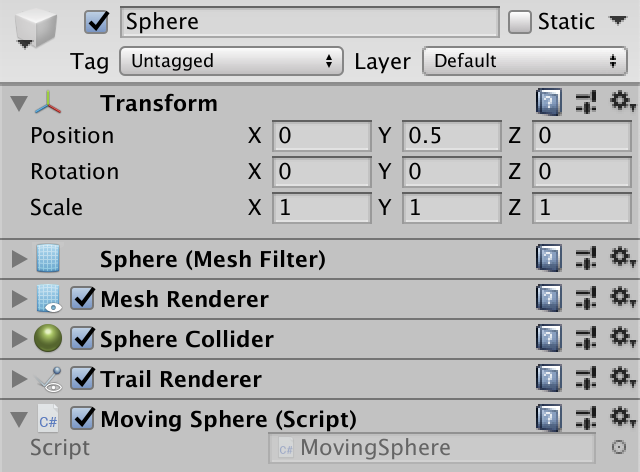 Sphere Static
Tag Untagged Layer Default
Transform
Position X 0 Y 0.5 Z 0
Rotation X 0 Y 0 Z 0
Scale X 1 Y 1 Z 1
Sphere (Mesh Filter)
Mesh Renderer
Sphere Collider
Trail Renderer
C# Moving Sphere (Script)
Script C# MovingSphere